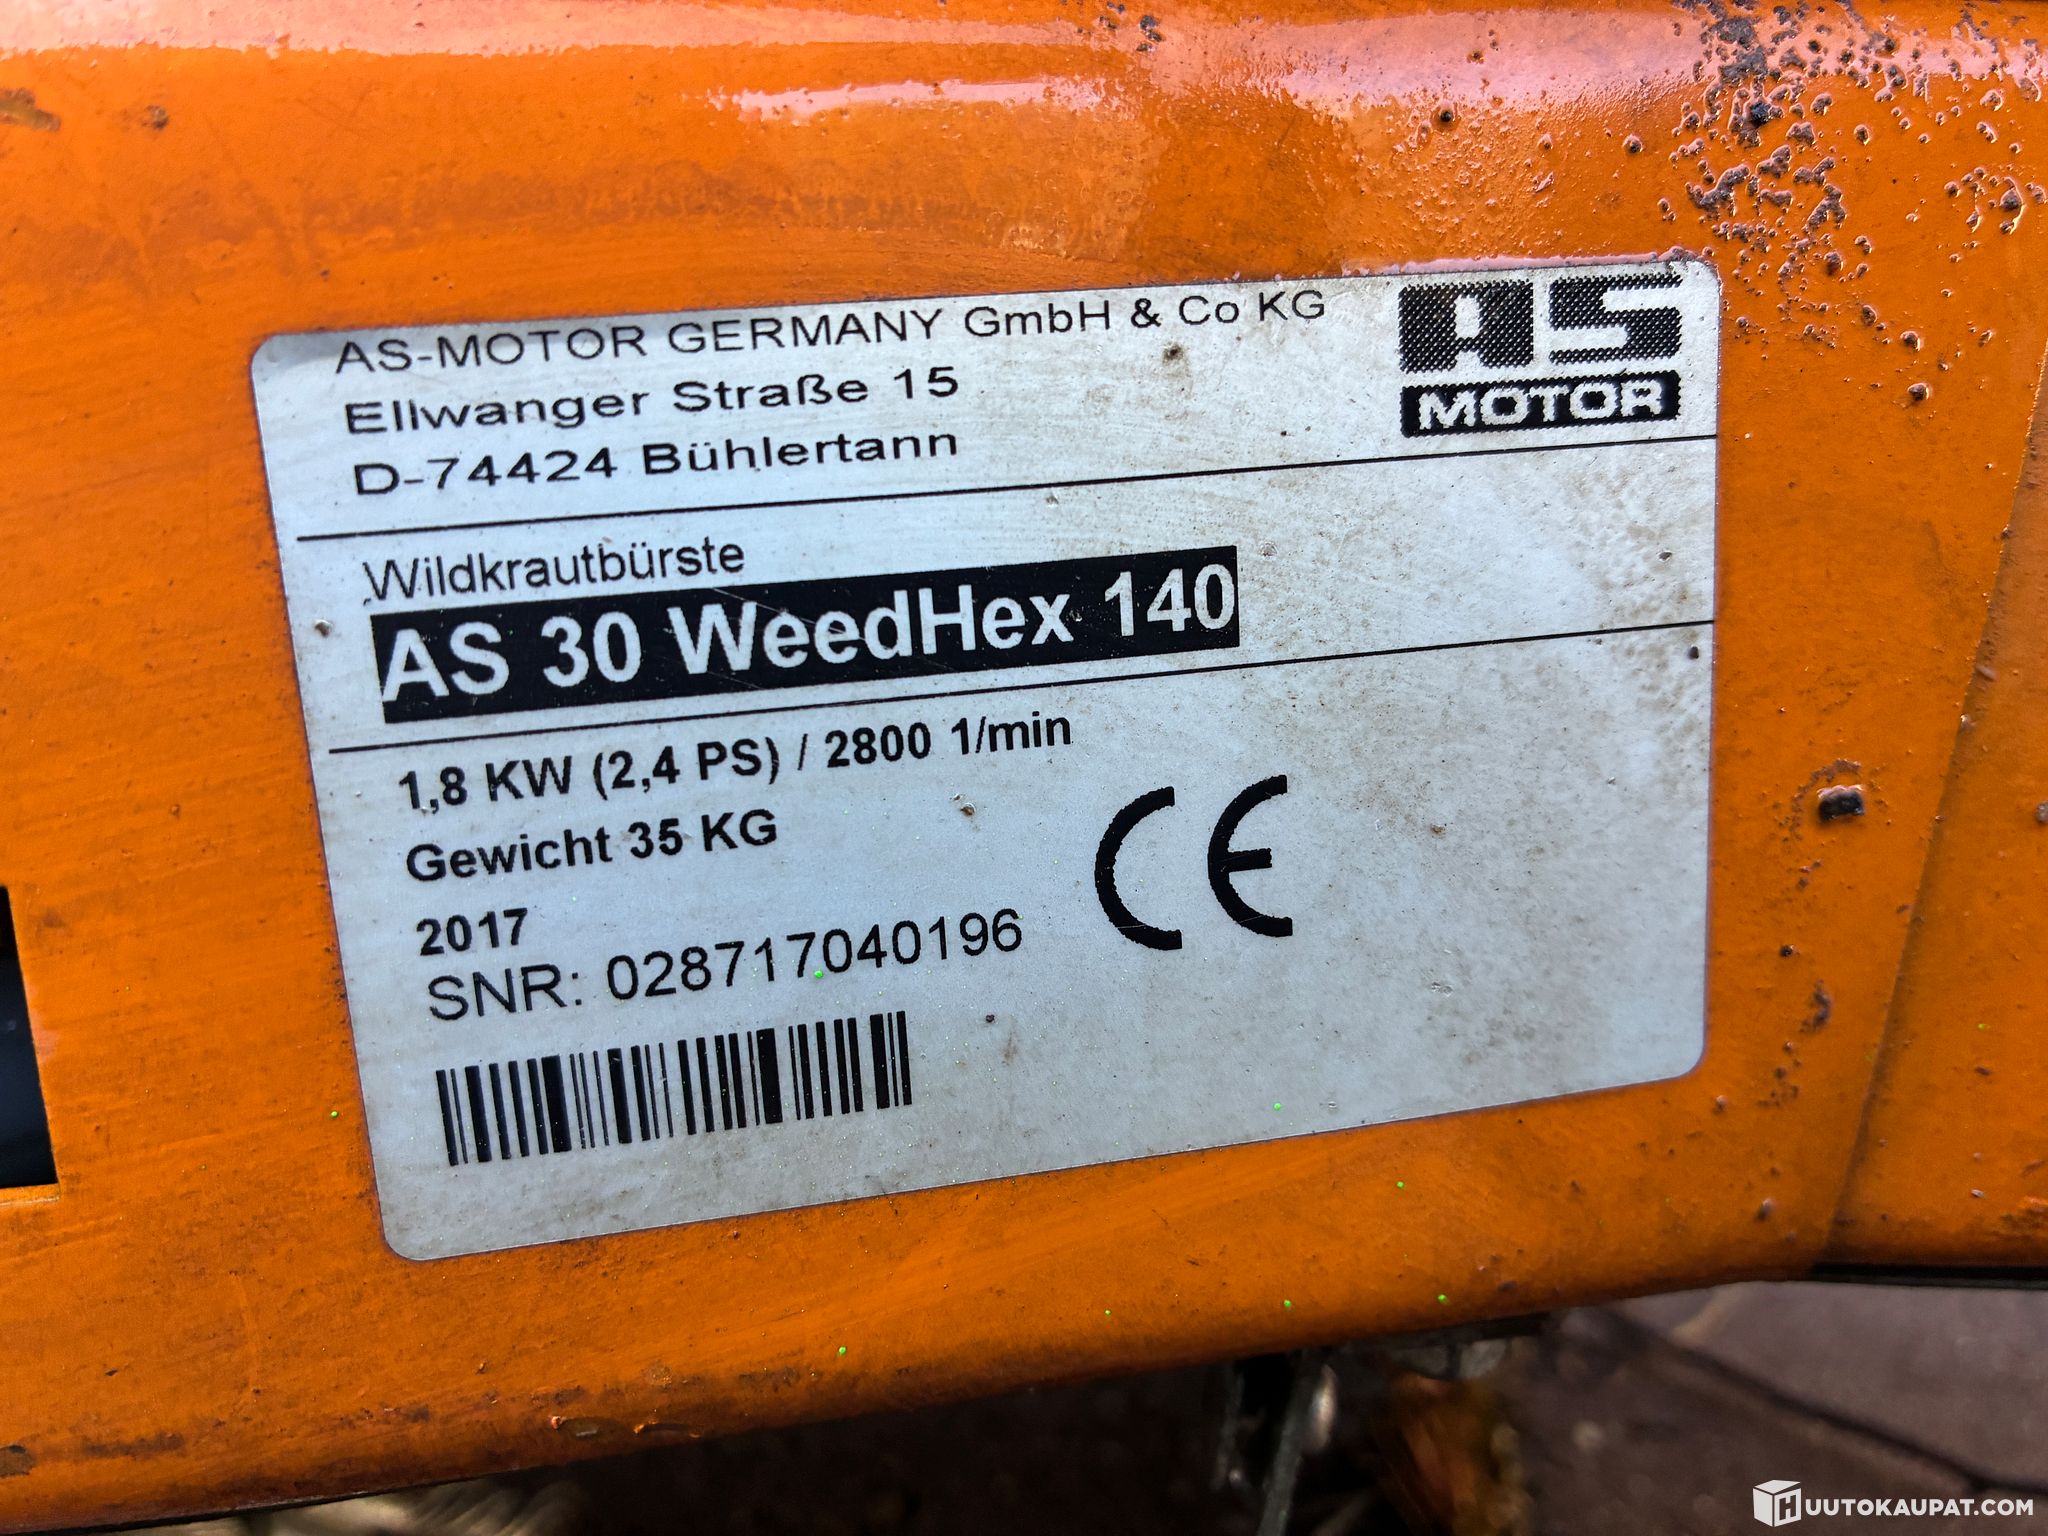 AS-MOTOR GERMANY GmbH & Co KG
Ellwanger Straße 15
D-74424 Bühlertann
AS
MOTOR
Wildkrautbürste
AS 30 WeedHex 140
1,8 KW (2,4 PS) / 2800 1/min
Gewicht 35 KG
2017
SNR: 028717040196
CE
HUUTOKAUPAT.COM